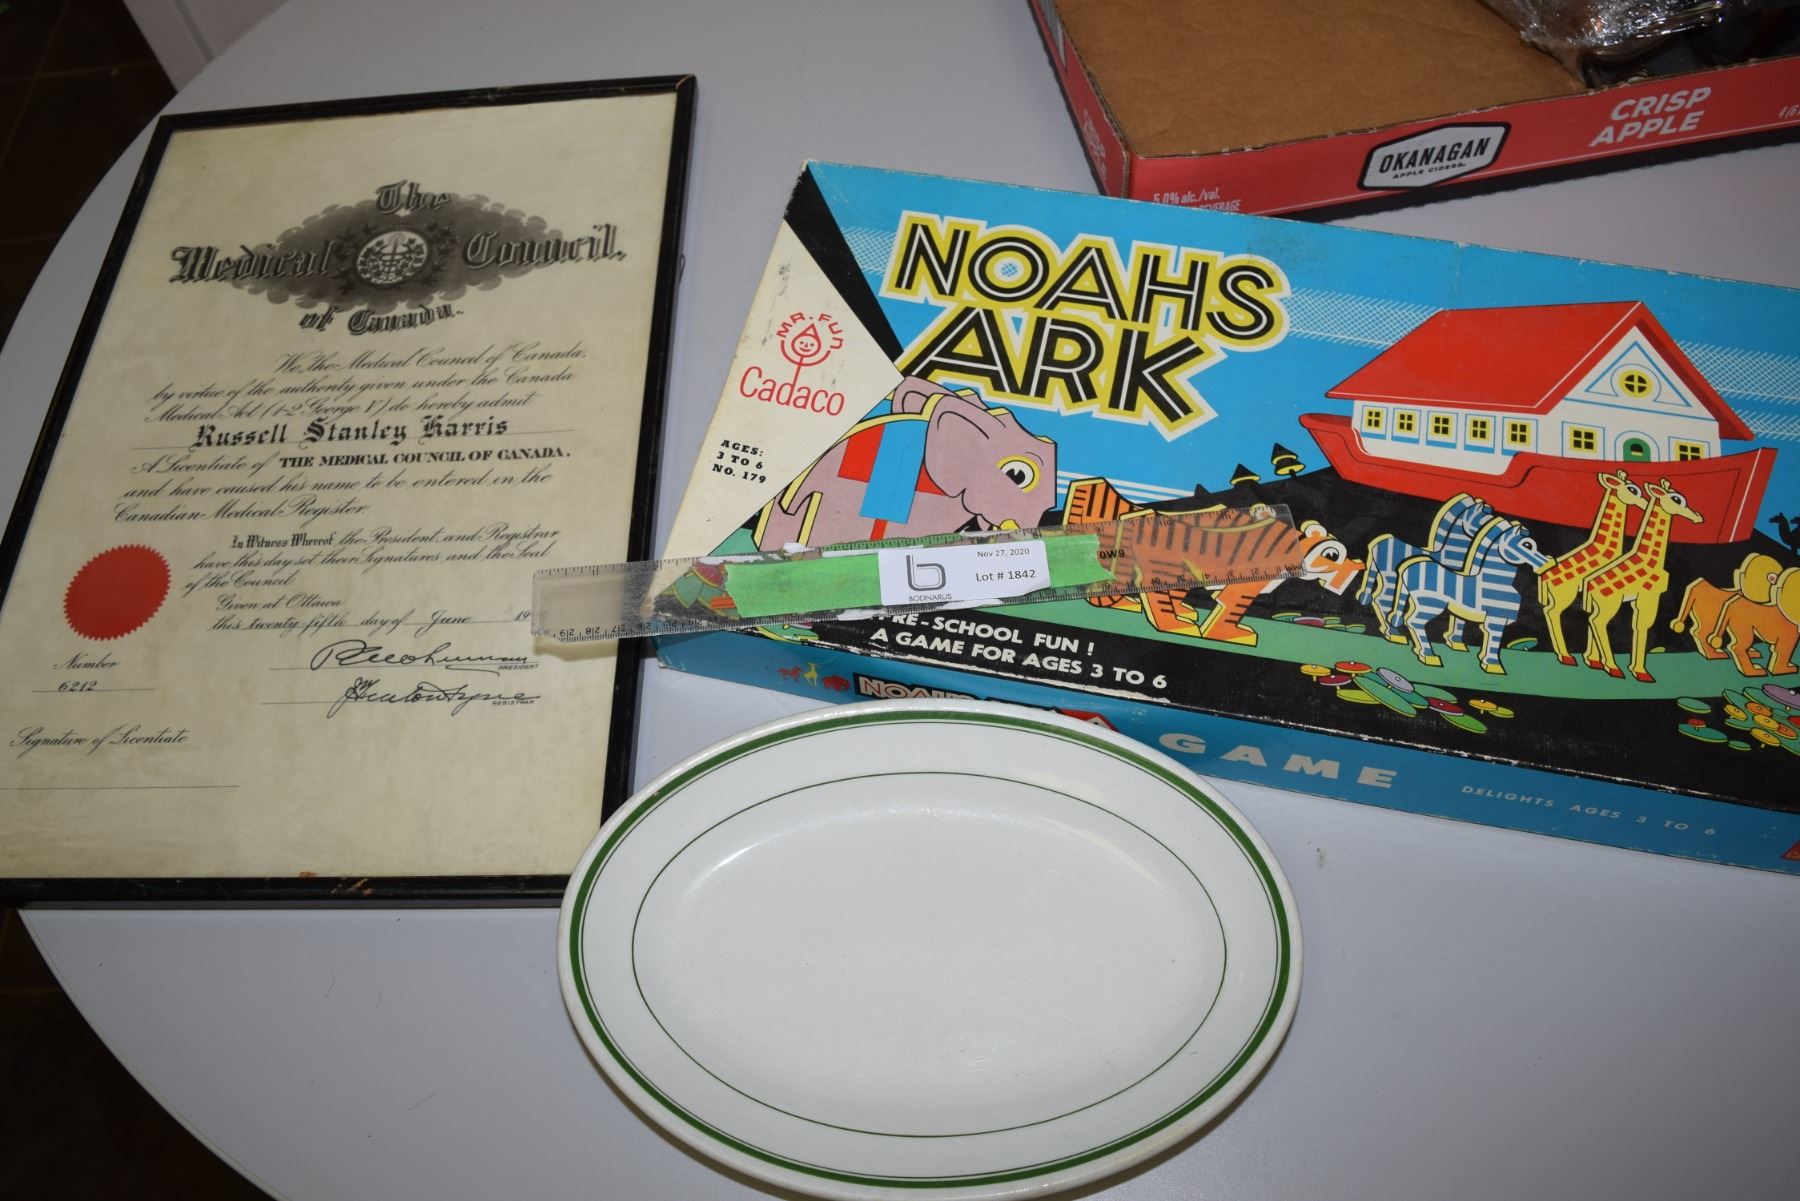 The
Medical Council
of Canada.
We, the Medical Council of Canada,
by virtue of the authority given under the Canada
Medical Act (1-2 George V) do hereby admit
Russell Stanley Harris
A Licentiate of THE MEDICAL COUNCIL OF CANADA.
and have caused his name to be entered in the
Canadian Medical Register.
In Witness Whereof the President and Registrar
have this day set their Signatures and the Seal
of the Council.
Given at Ottawa
this twenty fifth day of June 19
PRESIDENT
Number
6212
REGISTRAR
Signature of Licentiate
CRISP
APPLE
OKANAGAN
APPLE CIDERS
5.0% alc./vol.
BEVERAGE
NOAHS
ARK
MR. FUN
Cadaco
AGES:
3 TO 6
NO. 179
Nov 27, 2020
Lot # 1842
BODNARUS
PRE-SCHOOL FUN !
A GAME FOR AGES 3 TO 6
GAME
DELIGHTS AGES 3 TO 6